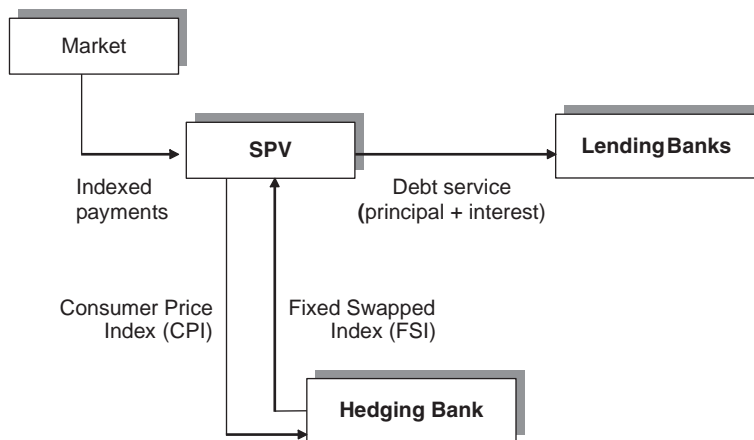 Market
SPV
Lending Banks
Indexed
payments
Debt service
(principal + interest)
Consumer Price
Index (CPI)
Fixed Swapped
Index (FSI)
Hedging Bank